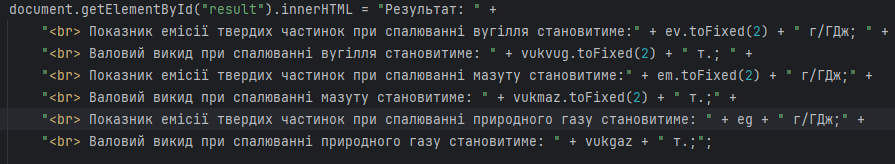 document.getElementById("result").innerHTML = "Результат: " +
"<br> Показник емісії твердих частинок при спалюванні вугілля становитиме:" + ev.toFixed(2) + " г/ГДж; " +
"<br> Валовий викид при спалюванні вугілля становитиме: " + vukvug.toFixed(2) + " т.; " +
"<br> Показник емісії твердих частинок при спалюванні мазуту становитиме:" + em.toFixed(2) + " г/ГДж;" +
"<br> Валовий викид при спалюванні мазуту становитиме: " + vukmaz.toFixed(2) + " т.;" +
"<br> Показник емісії твердих частинок при спалюванні природного газу становитиме: " + eg + " г/ГДж;" +
"<br> Валовий викид при спалюванні природного газу становитиме: " + vukgaz + " т.;";